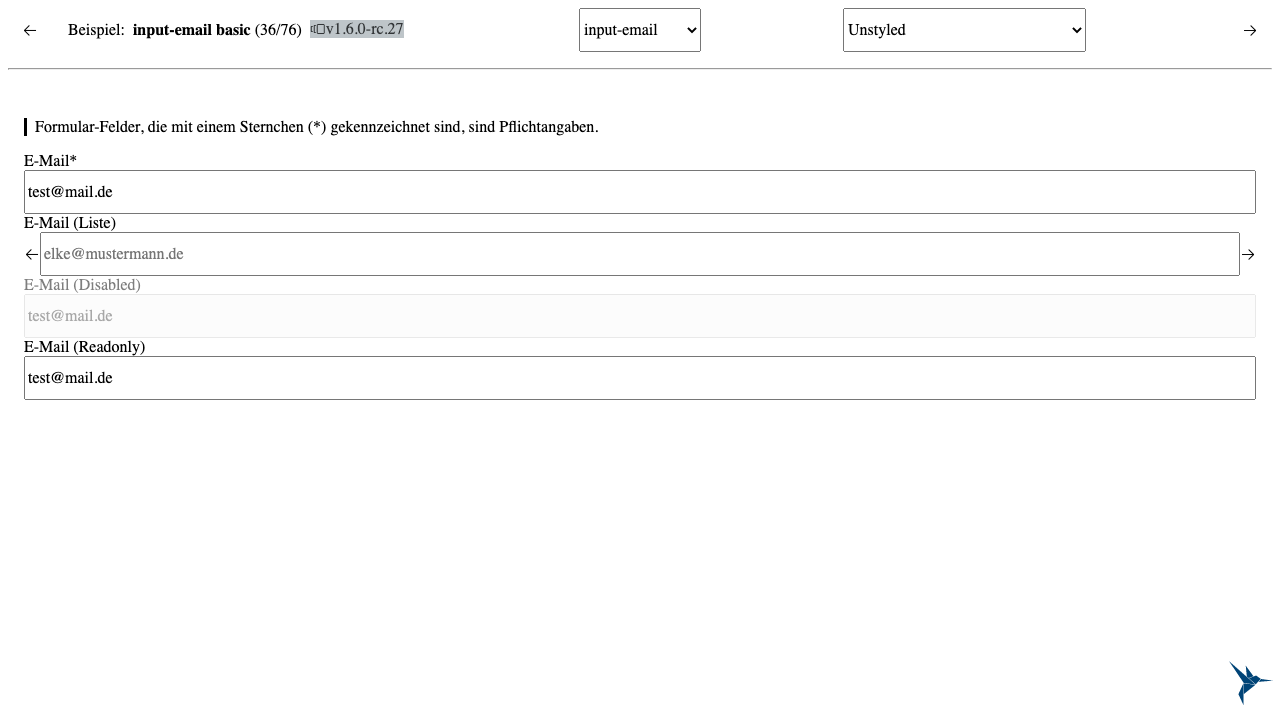 Beispiel: input-email basic (36/76) v1.6.0-rc.27 input-email Unstyled
Formular-Felder, die mit einem Sternchen (*) gekennzeichnet sind, sind Pflichtangaben.
E-Mail*
test@mail.de
E-Mail (Liste)
elke@mustermann.de
E-Mail (Disabled)
test@mail.de
E-Mail (Readonly)
test@mail.de